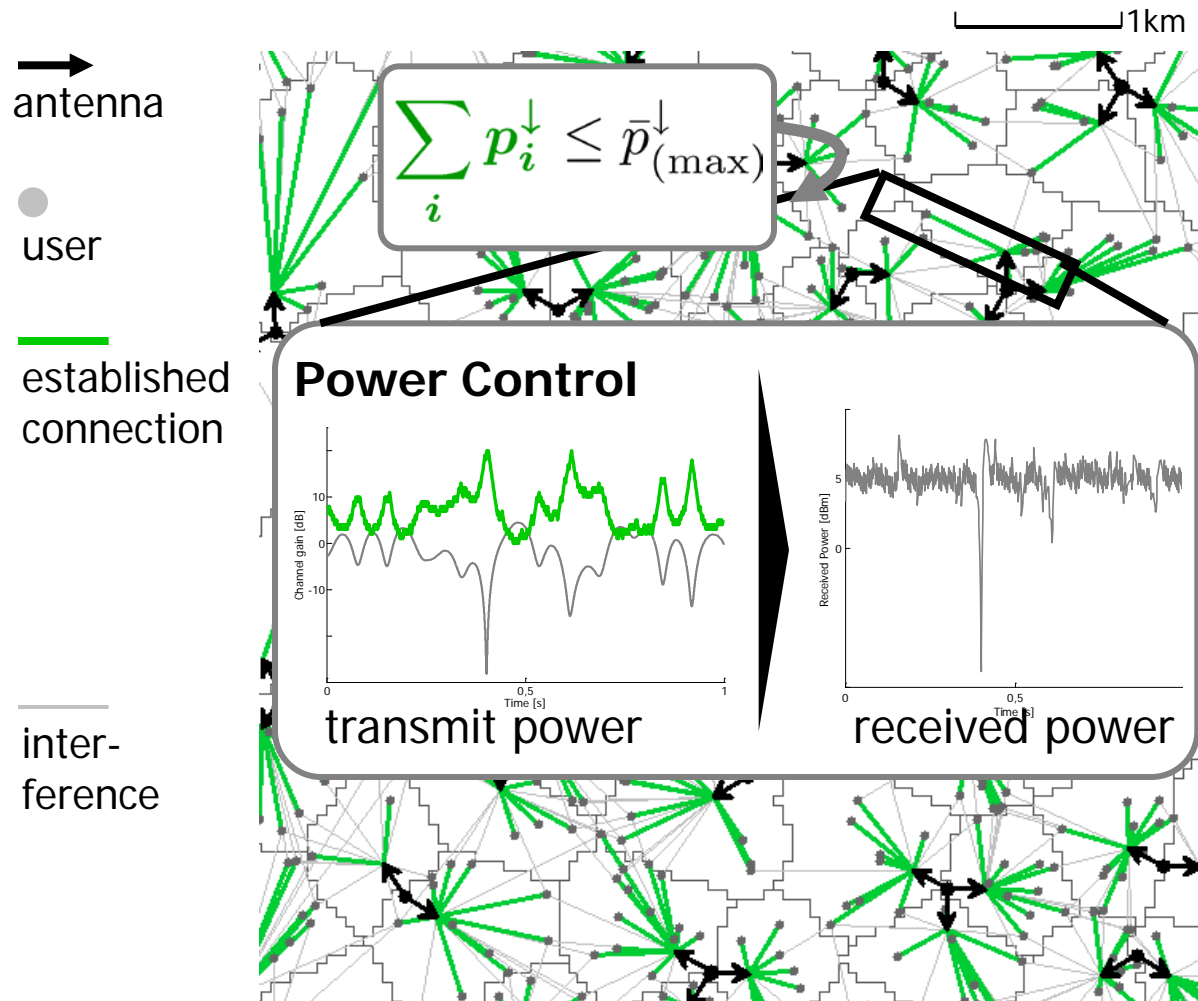 1km
antenna
user
established
connection
inter-
ference
∑_i p_i^↓ ≤ p̄_(max)^↓
Power Control
Channel gain [dB]
10
0
-10
0
0,5
1
Time [s]
transmit power
Received Power [dBm]
5
0
0
0,5
Time [s]
received power